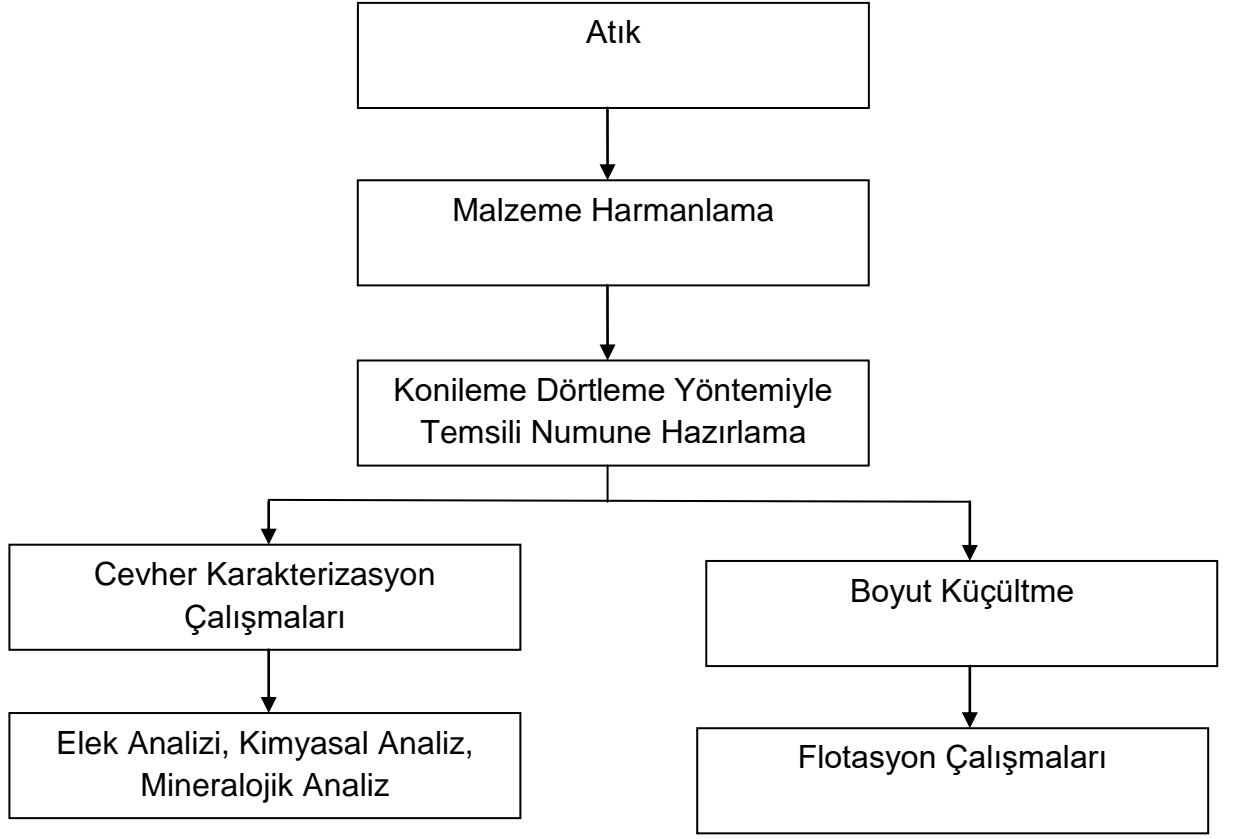 Atık
Malzeme Harmanlama
Konileme Dörtleme Yöntemiyle
Temsili Numune Hazırlama
Cevher Karakterizasyon
Çalışmaları
Boyut Küçültme
Elek Analizi, Kimyasal Analiz,
Mineralojik Analiz
Flotasyon Çalışmaları